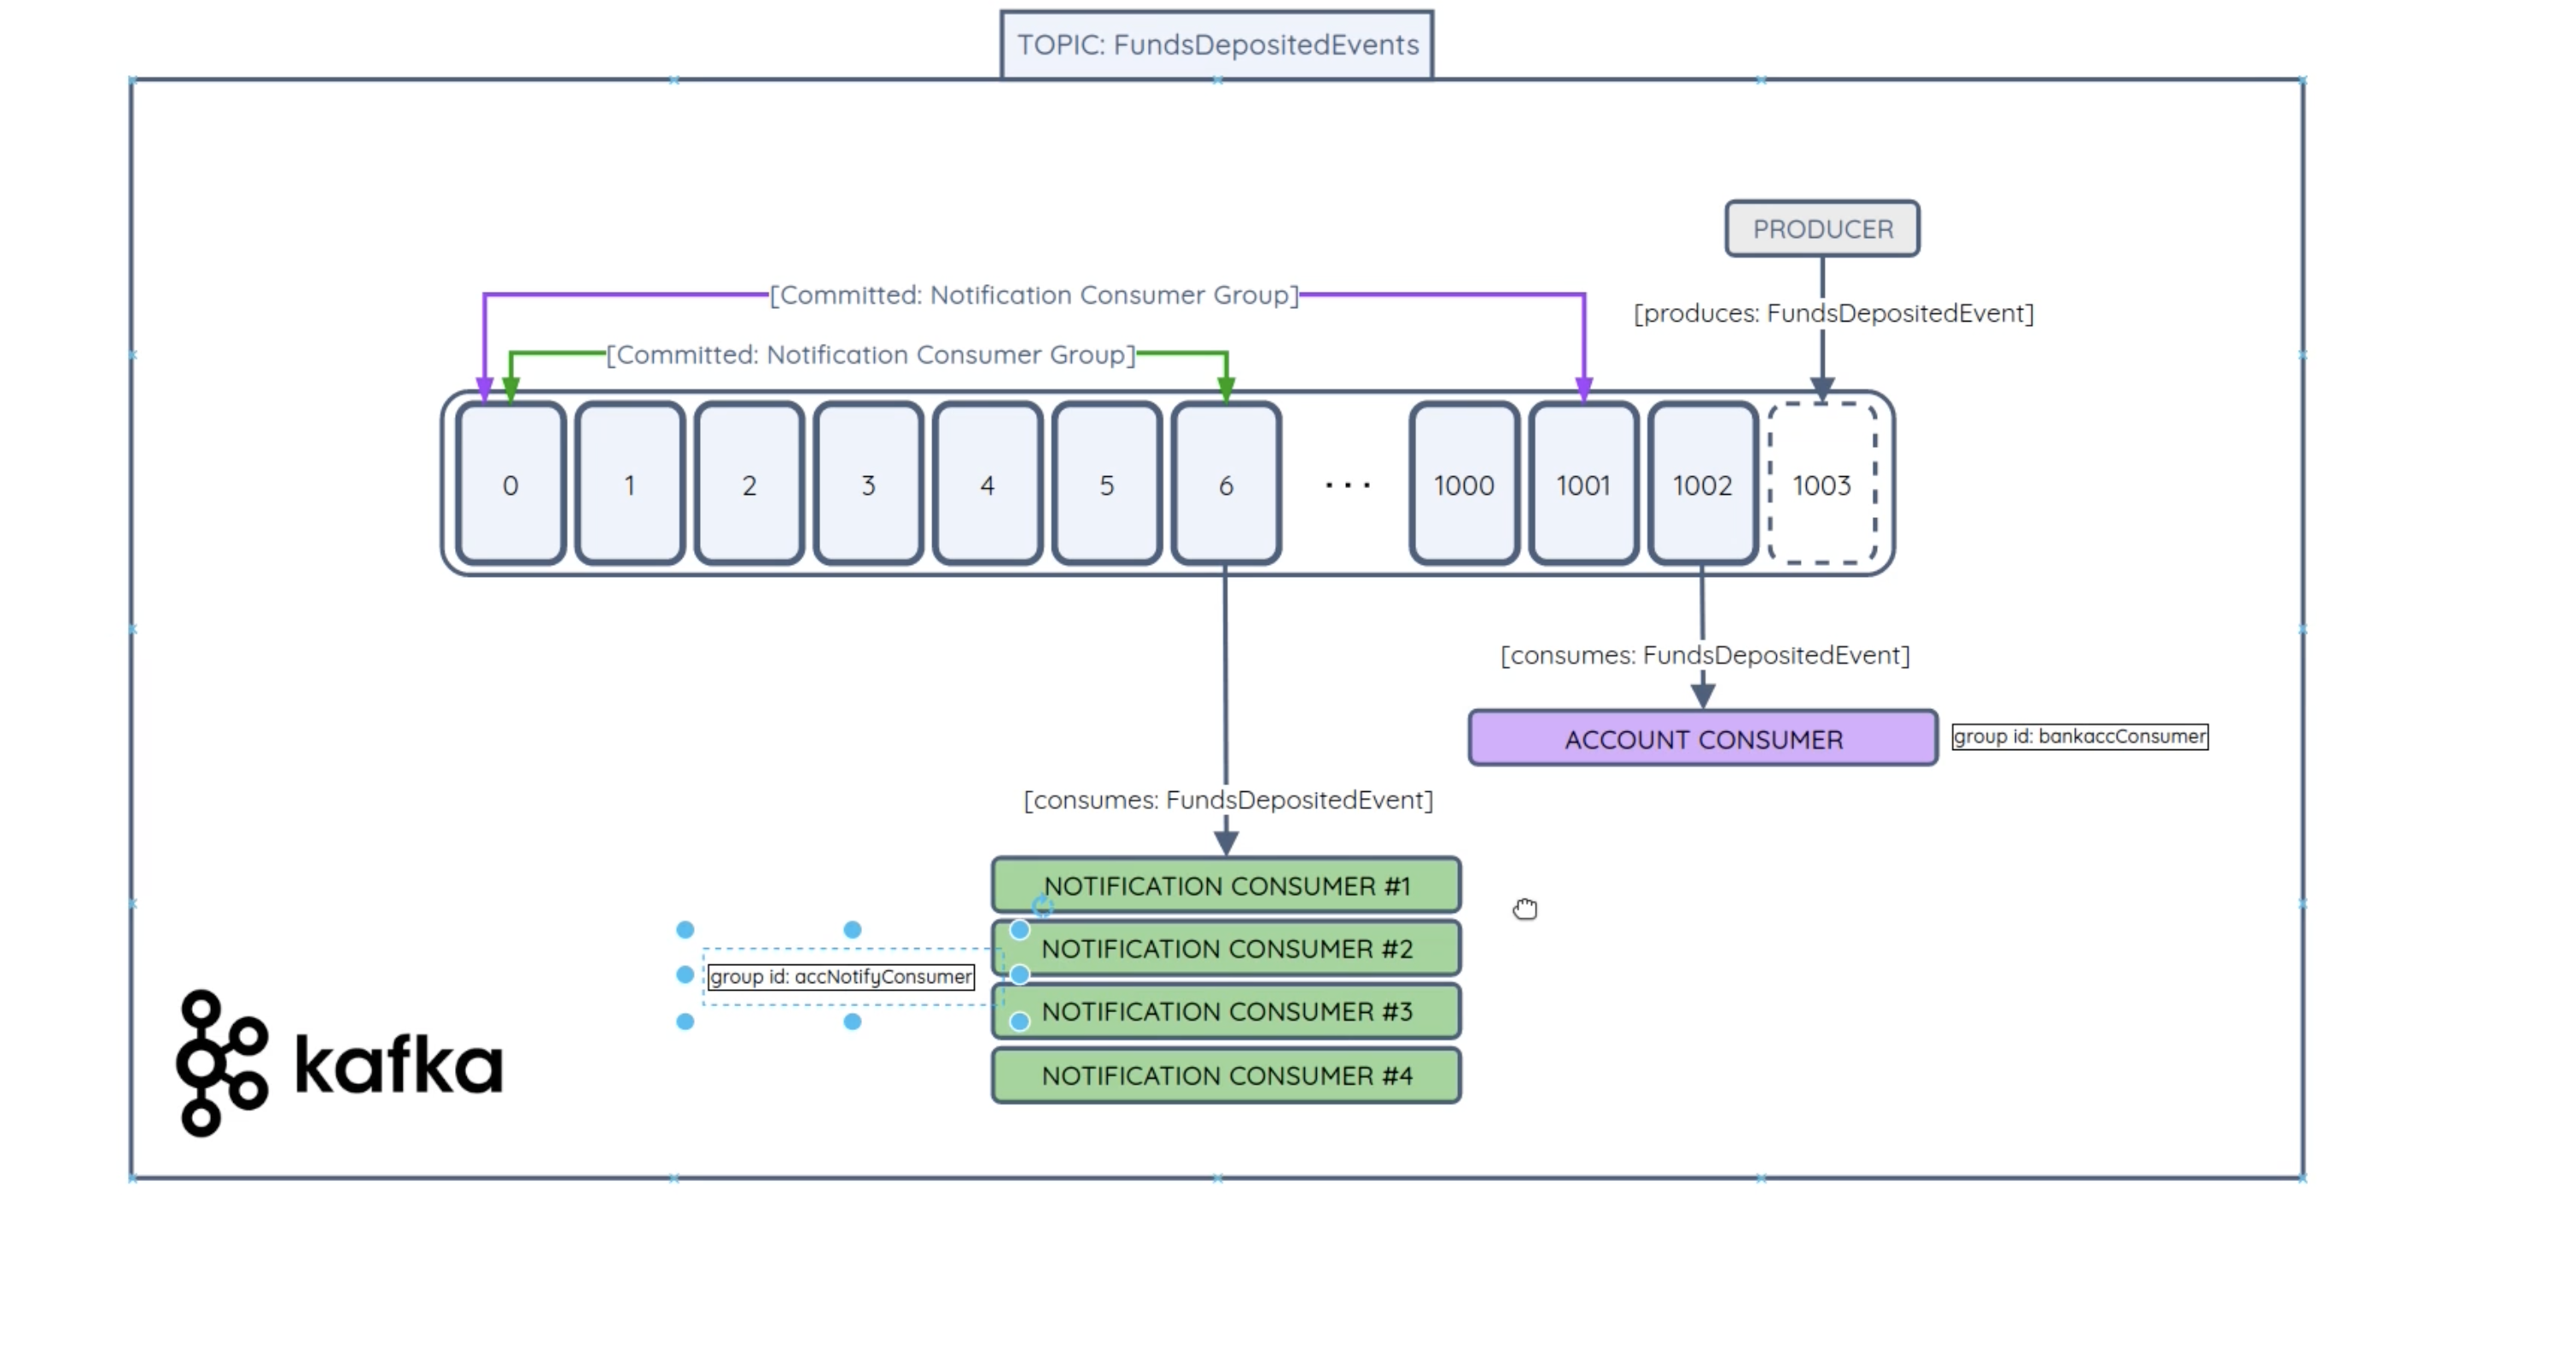 TOPIC: FundsDepositedEvents
PRODUCER
[Committed: Notification Consumer Group]
[produces: FundsDepositedEvent]
[Committed: Notification Consumer Group]
0 1 2 3 4 5 6 ... 1000 1001 1002 1003
[consumes: FundsDepositedEvent]
ACCOUNT CONSUMER
group id: bankaccConsumer
[consumes: FundsDepositedEvent]
NOTIFICATION CONSUMER #1
NOTIFICATION CONSUMER #2
group id: accNotifyConsumer
NOTIFICATION CONSUMER #3
kafka
NOTIFICATION CONSUMER #4